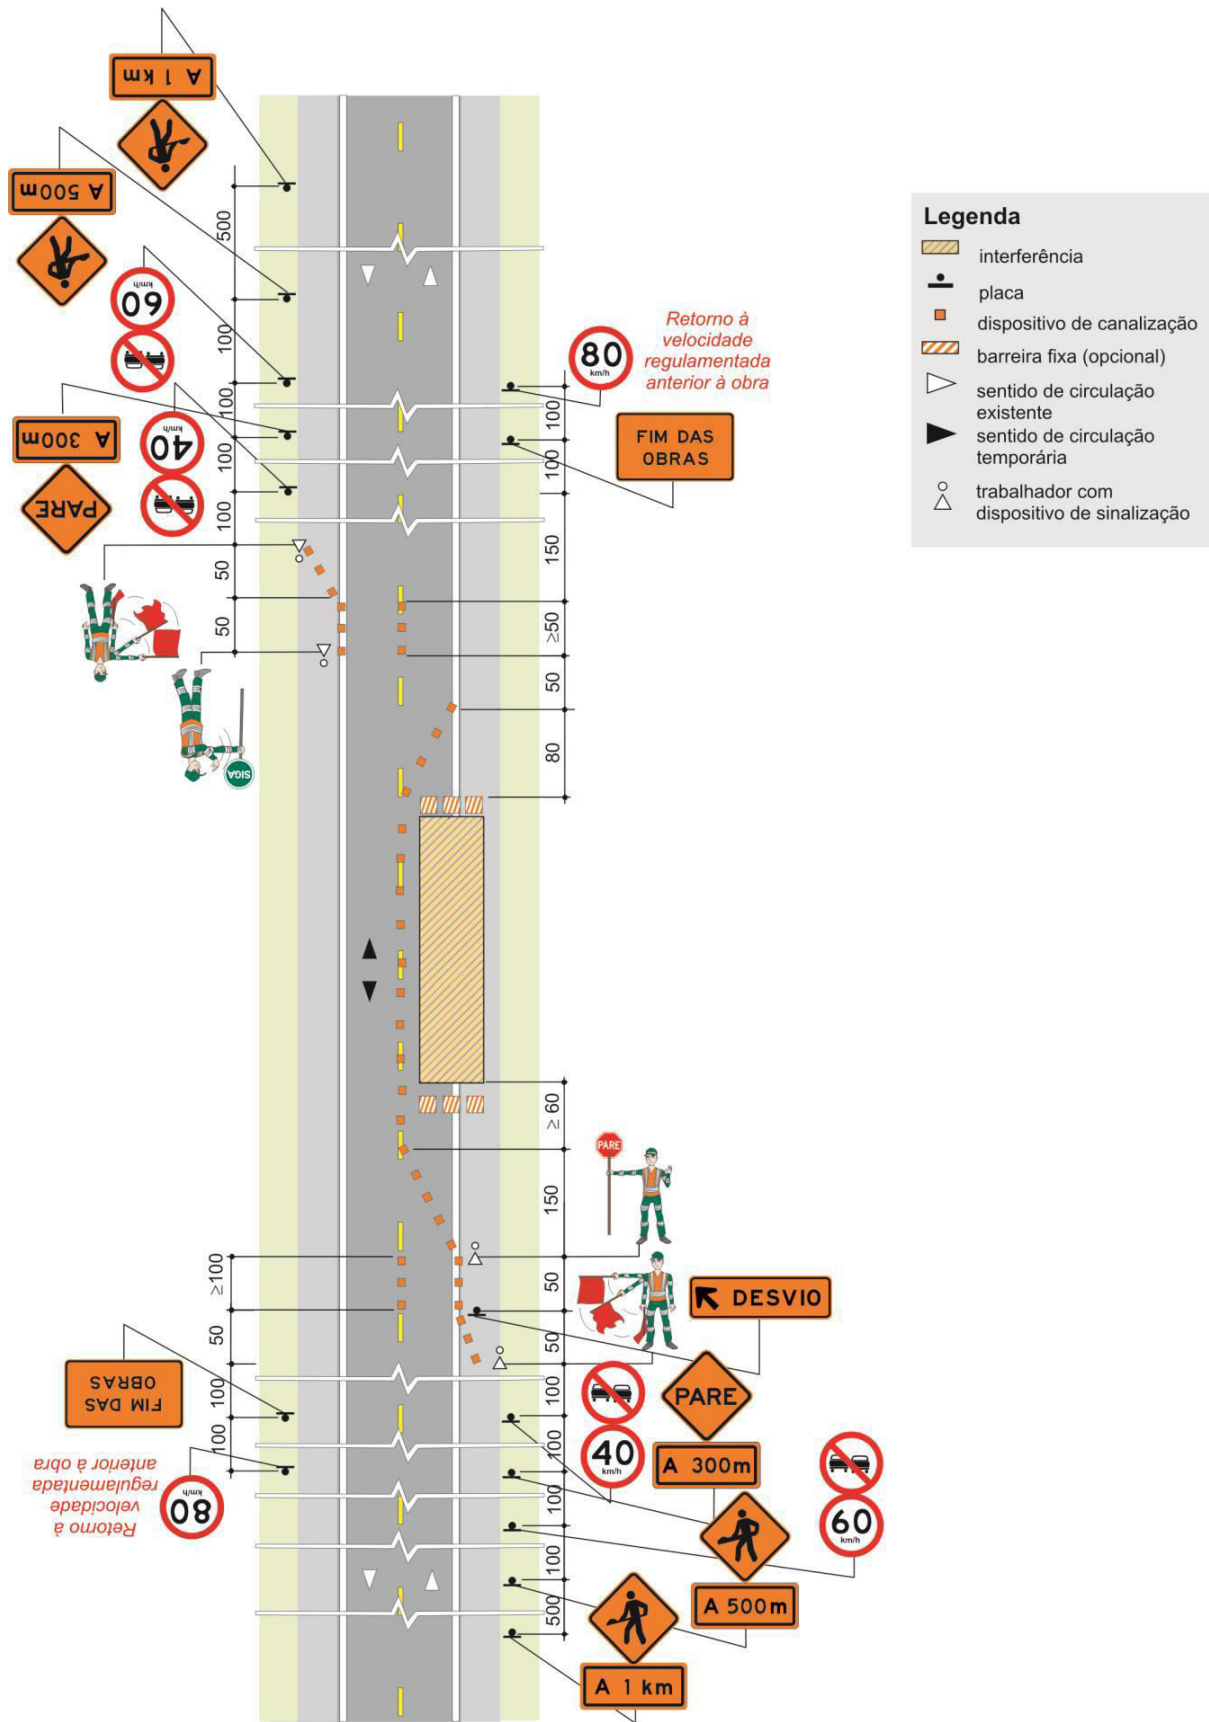 A 1 km
A 500m
60
km/h
A 300m
40
km/h
PARE
SIGA
500
100
100
100
100
50
50
80
km/h
Retorno à
velocidade
regulamentada
anterior à obra
FIM DAS
OBRAS
100
100
150
≥50
50
80
Legenda
interferência
placa
dispositivo de canalização
barreira fixa (opcional)
sentido de circulação
existente
sentido de circulação
temporária
trabalhador com
dispositivo de sinalização
≥ 60
150
50
50
100
100
100
100
500
PARE
DESVIO
PARE
A 300m
40
km/h
60
km/h
A 500m
A 1 km
≥100
50
100
100
FIM DAS
OBRAS
Retorno à
velocidade
regulamentada
anterior à obra
80
km/h